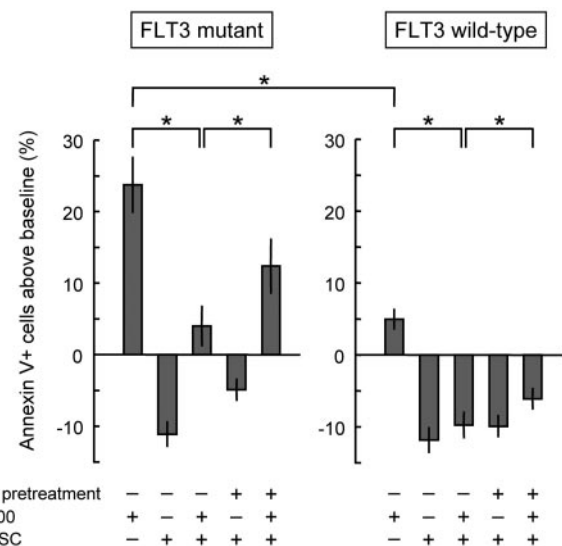 FLT3 mutant FLT3 wild-type
*
* * * *
30 30
20 20
10 10
0 0
-10 -10
Annexin V+ cells above baseline (%)
pretreatment − − − + + − − − + +
00 + − + − + + − + − +
SC − + + + + − + + + +